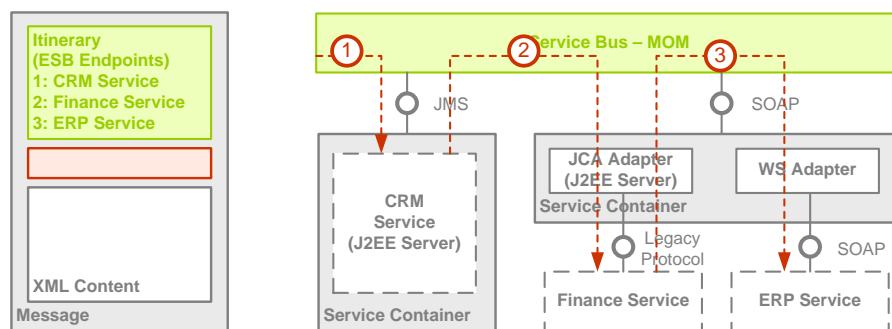 Itinerary
(ESB Endpoints)
1: CRM Service
2: Finance Service
3: ERP Service
XML Content
Message
Service Bus – MOM
1
2
3
JMS
SOAP
CRM
Service
(J2EE Server)
Service Container
JCA Adapter
(J2EE Server)
WS Adapter
Service Container
Legacy
Protocol
SOAP
Finance Service
ERP Service